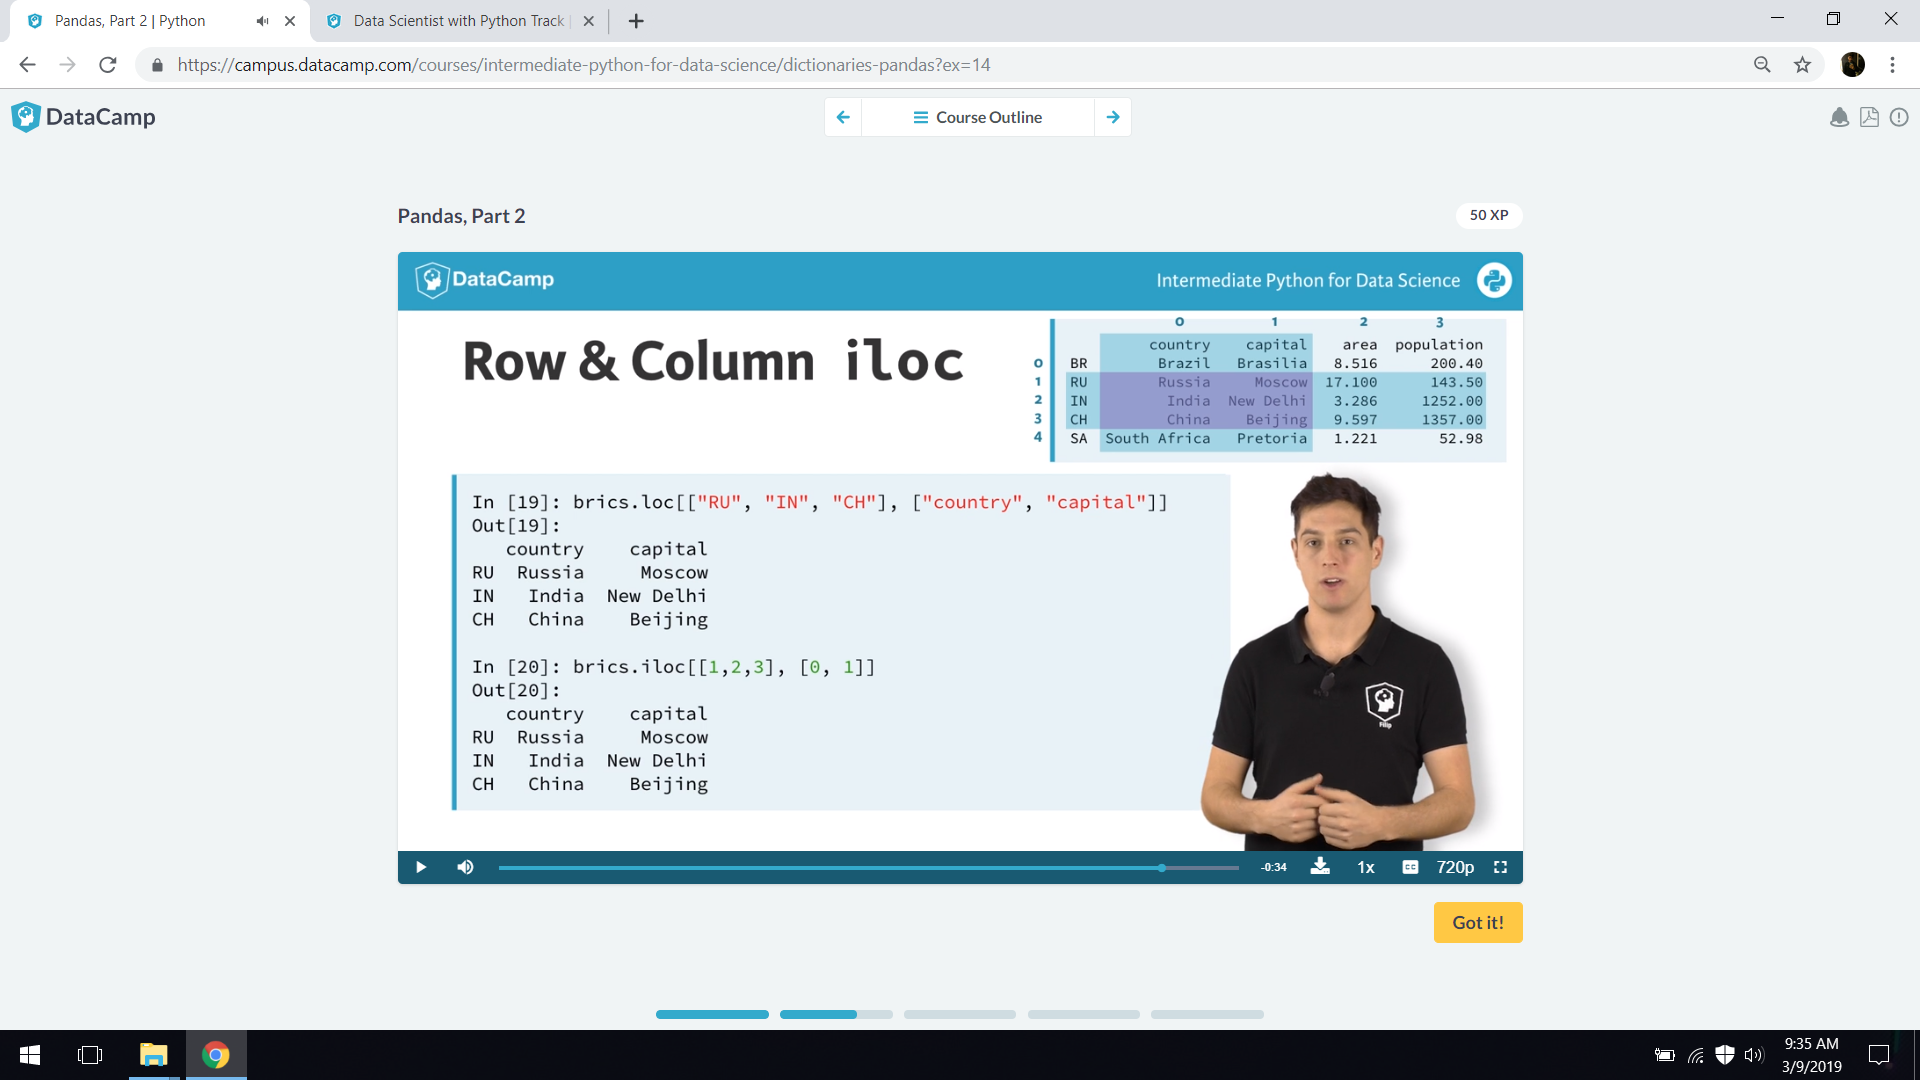 Pandas, Part 2 | Python
Data Scientist with Python Track
https://campus.datacamp.com/courses/intermediate-python-for-data-science/dictionaries-pandas?ex=14
DataCamp
Course Outline
Pandas, Part 2
50 XP
DataCamp
Intermediate Python for Data Science
Row & Column iloc
0 1 2 3
country capital area population
0 BR Brazil Brasilia 8.516 200.40
1 RU Russia Moscow 17.100 143.50
2 IN India New Delhi 3.286 1252.00
3 CH China Beijing 9.597 1357.00
4 SA South Africa Pretoria 1.221 52.98
In [19]: brics.loc[["RU", "IN", "CH"], ["country", "capital"]]
Out[19]:
country capital
RU Russia Moscow
IN India New Delhi
CH China Beijing
In [20]: brics.iloc[[1,2,3], [0, 1]]
Out[20]:
country capital
RU Russia Moscow
IN India New Delhi
CH China Beijing
Filip
-0:34
1x
CC
720p
Got it!
9:35 AM
3/9/2019